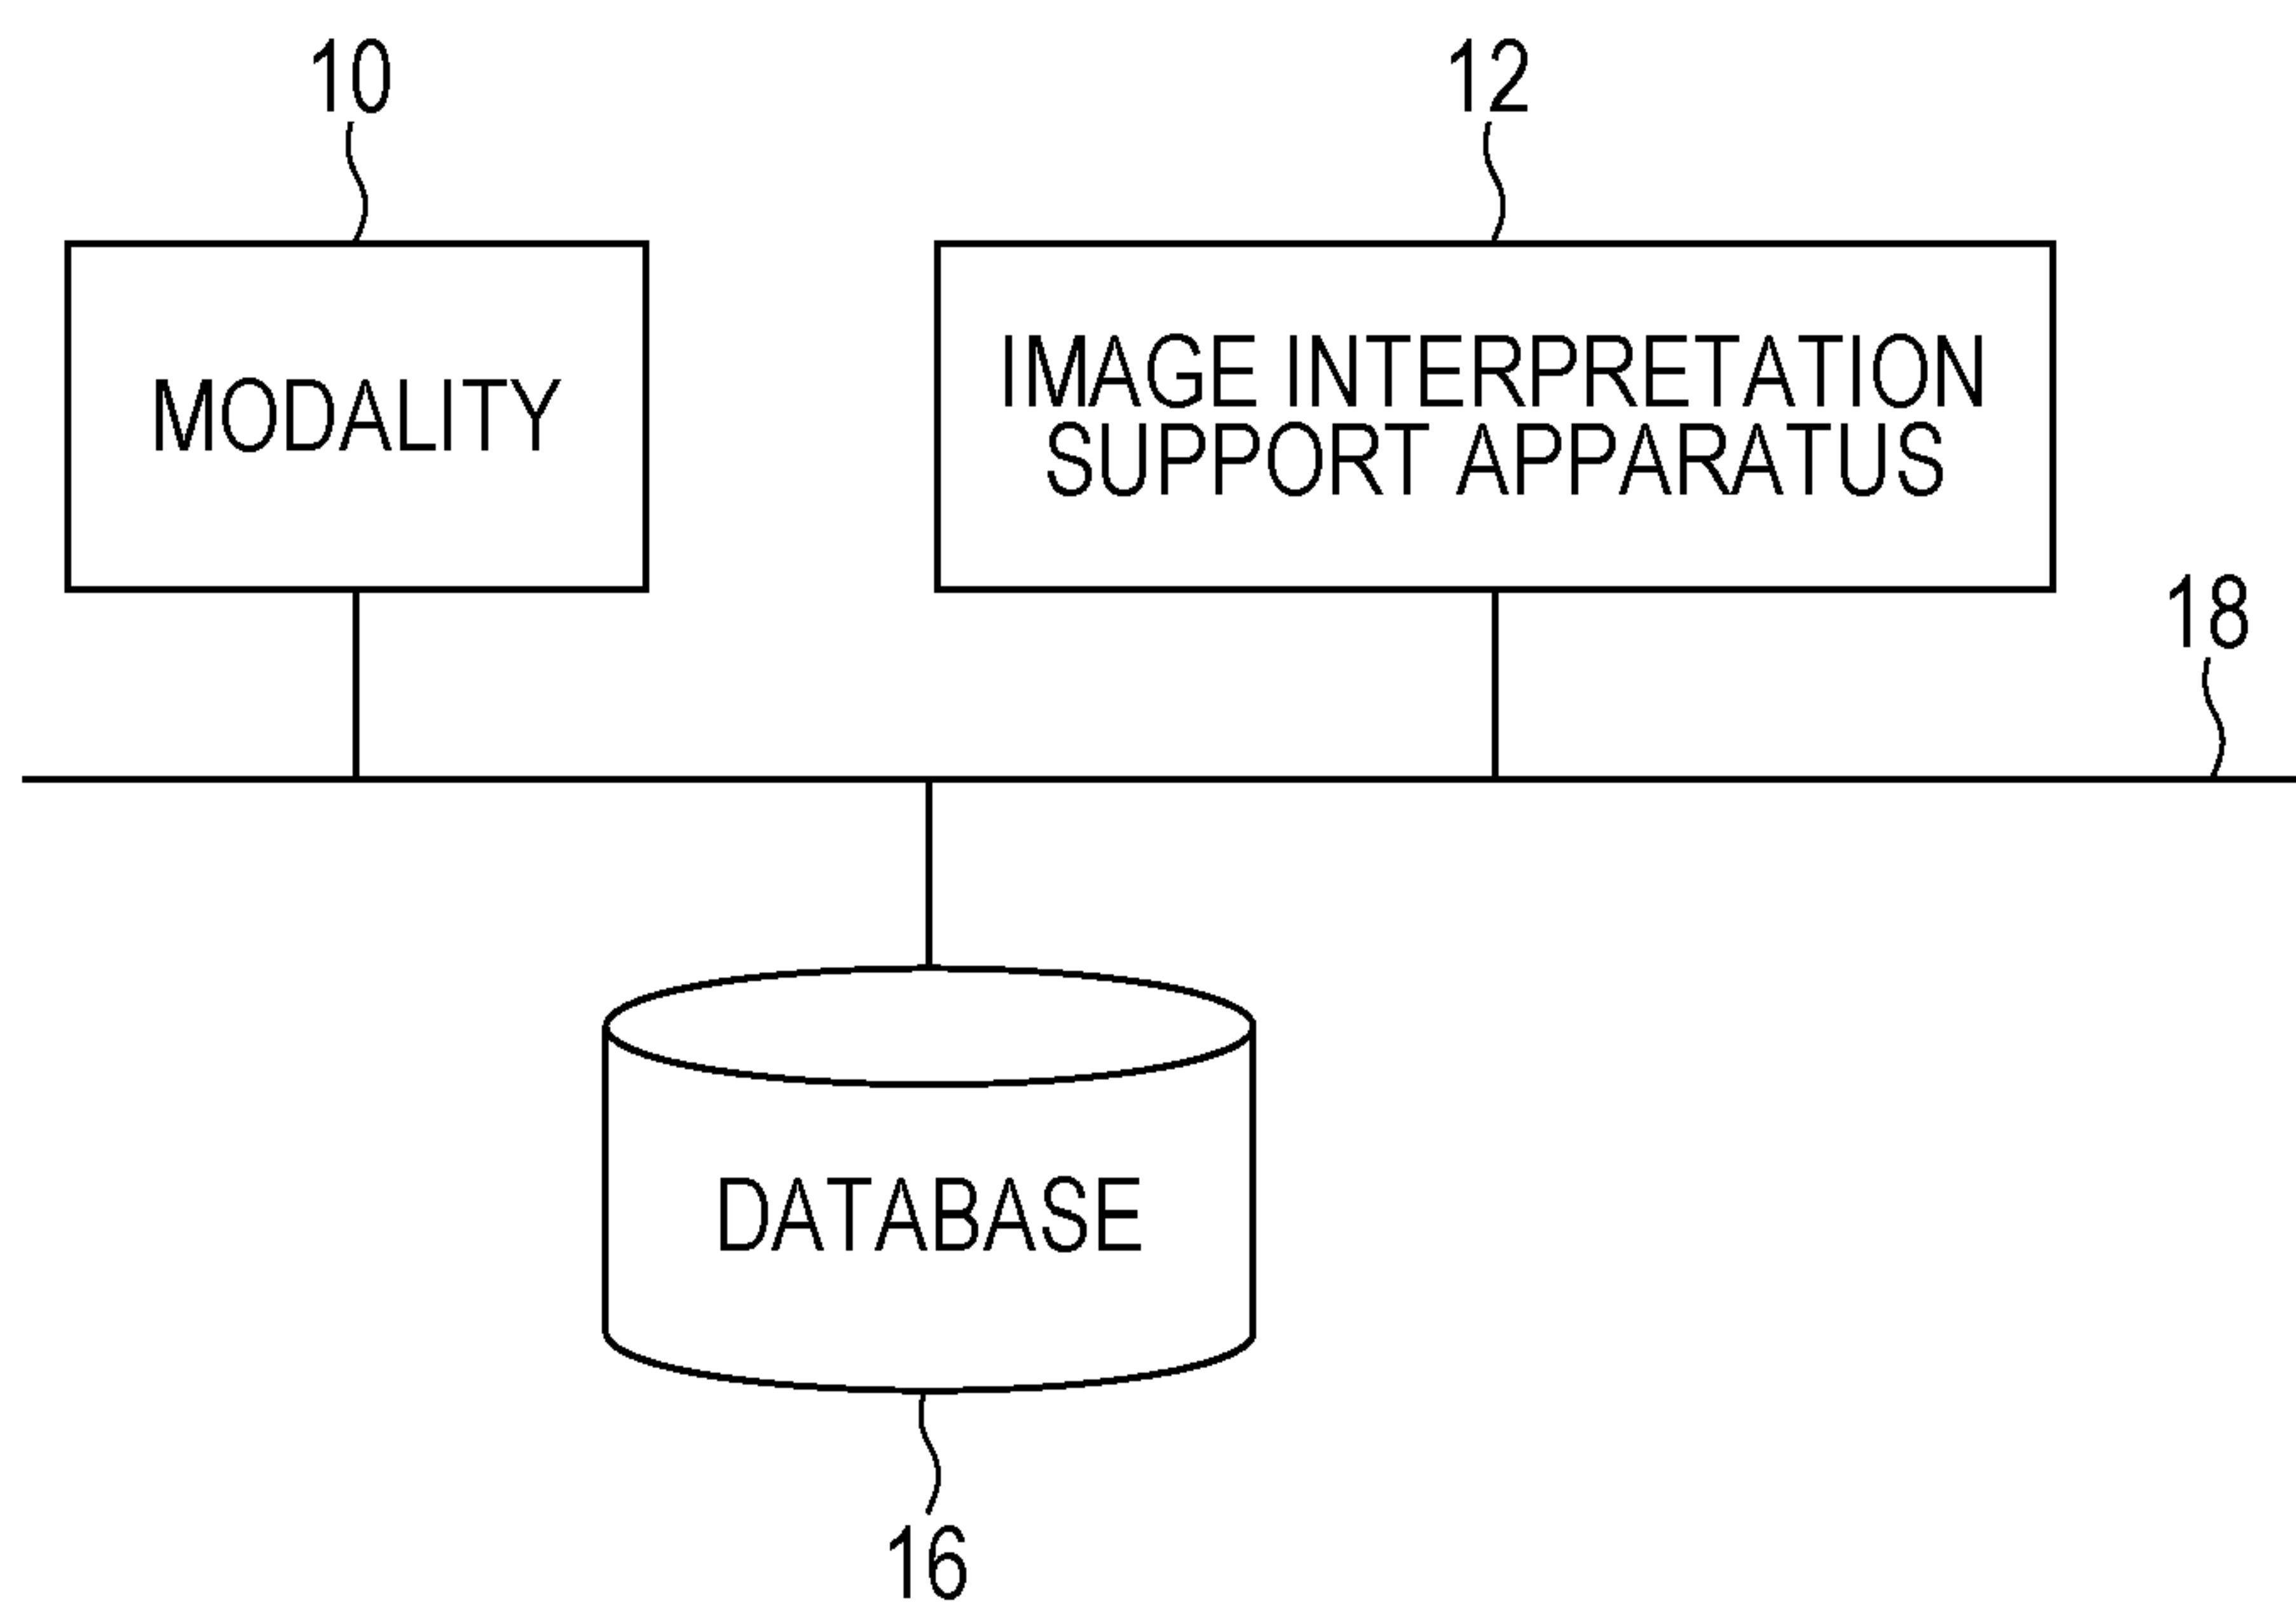 10
12
MODALITY
IMAGE INTERPRETATION
SUPPORT APPARATUS
18
DATABASE
16